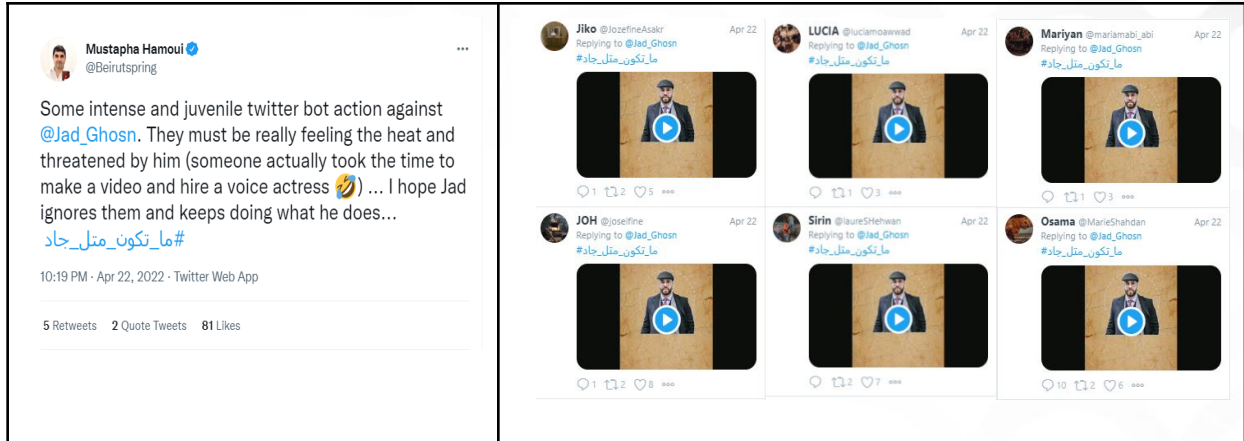 Mustapha Hamoui
@Beirutspring
Some intense and juvenile twitter bot action against
@Jad_Ghosn. They must be really feeling the heat and
threatened by him (someone actually took the time to
make a video and hire a voice actress 🤣) ... I hope Jad
ignores them and keeps doing what he does...
#ما_تكون_متل_جاد
10:19 PM · Apr 22, 2022 · Twitter Web App
5 Retweets 2 Quote Tweets 81 Likes
Jiko @JozefineAsakr Apr 22
Replying to @Jad_Ghosn
#ما_تكون_متل_جاد
1 2 5
LUCIA @luciamoawwad Apr 22
Replying to @Jad_Ghosn
#ما_تكون_متل_جاد
1 3
Mariyan @mariamabi_abi Apr 22
Replying to @Jad_Ghosn
#ما_تكون_متل_جاد
1 3
JOH @joseifine Apr 22
Replying to @Jad_Ghosn
#ما_تكون_متل_جاد
1 2 8
Sirin @laureSHehwan Apr 22
Replying to @Jad_Ghosn
#ما_تكون_متل_جاد
2 7
Osama @MarieShahdan Apr 22
Replying to @Jad_Ghosn
#ما_تكون_متل_جاد
10 2 6